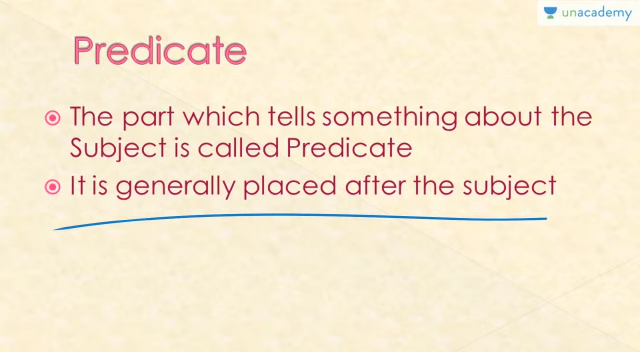 unacademy
Predicate
The part which tells something about the
Subject is called Predicate
It is generally placed after the subject